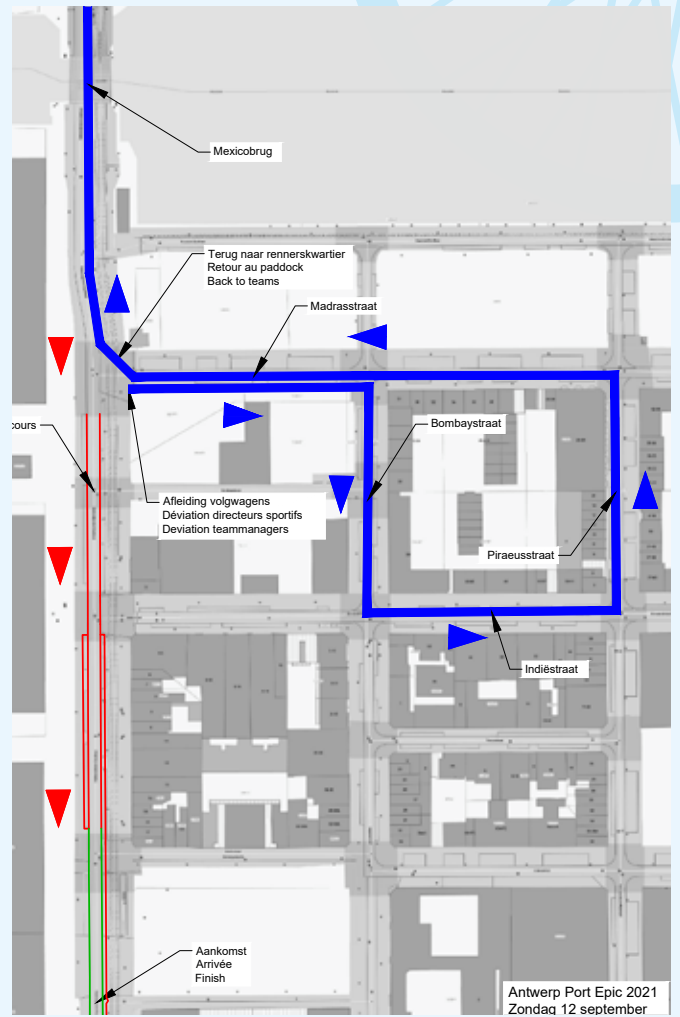 Mexicobrug
Terug naar rennerskwartier
Retour au paddock
Back to teams
Madrasstraat
cours
Bombaystraat
Afleiding volgwagens
Déviation directeurs sportifs
Deviation teammanagers
Piraeusstraat
Indiëstraat
Aankomst
Arrivée
Finish
Antwerp Port Epic 2021
Zondag 12 september